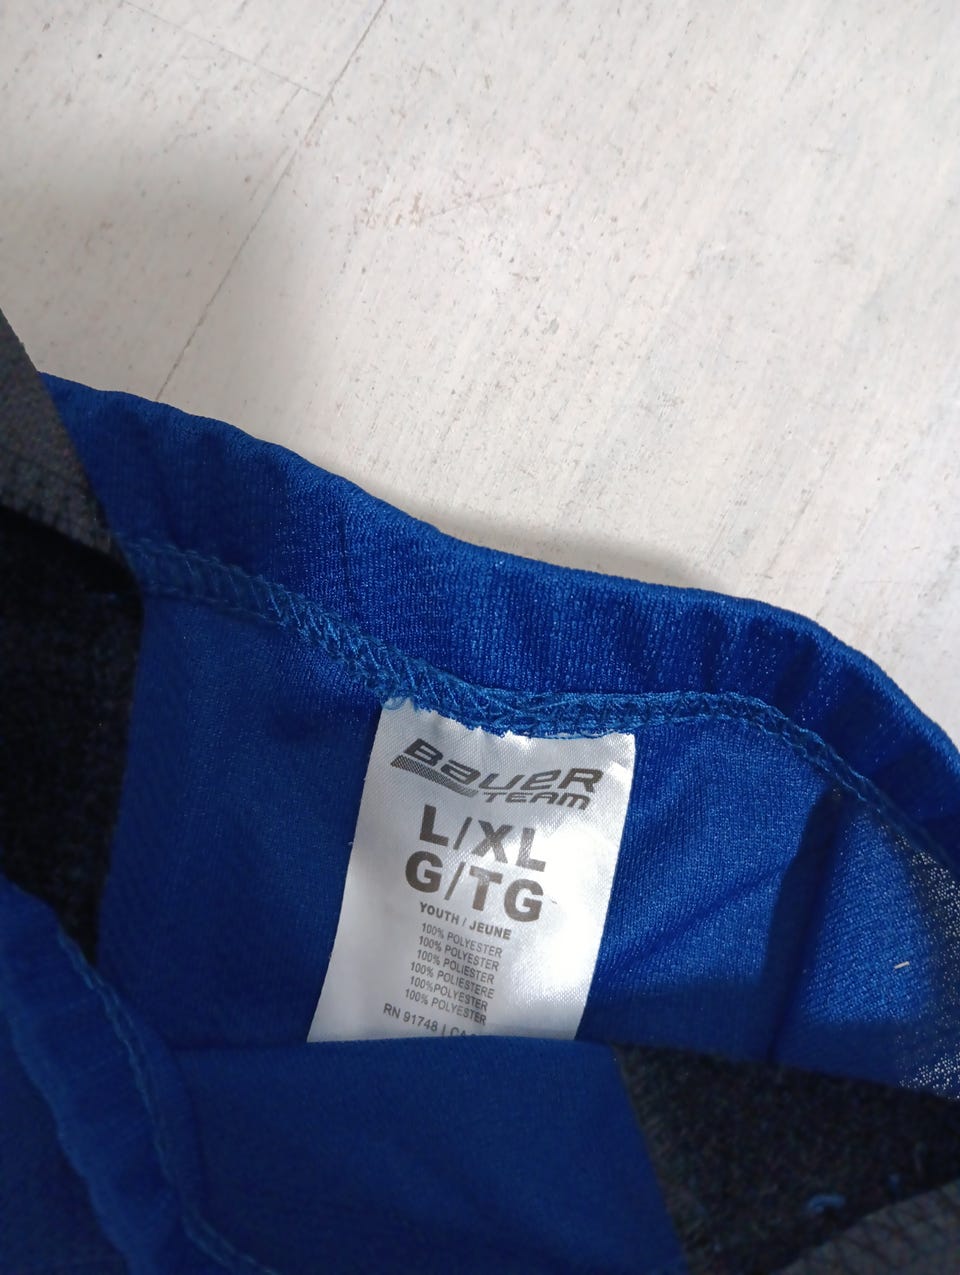 BaueR
TEAM
L/XL
G/TG
YOUTH / JEUNE
100% POLYESTER
100% POLYESTER
100% POLIESTER
100% POLIESTERE
100%POLYESTER
100% POLYESTER
RN 91748 | CA